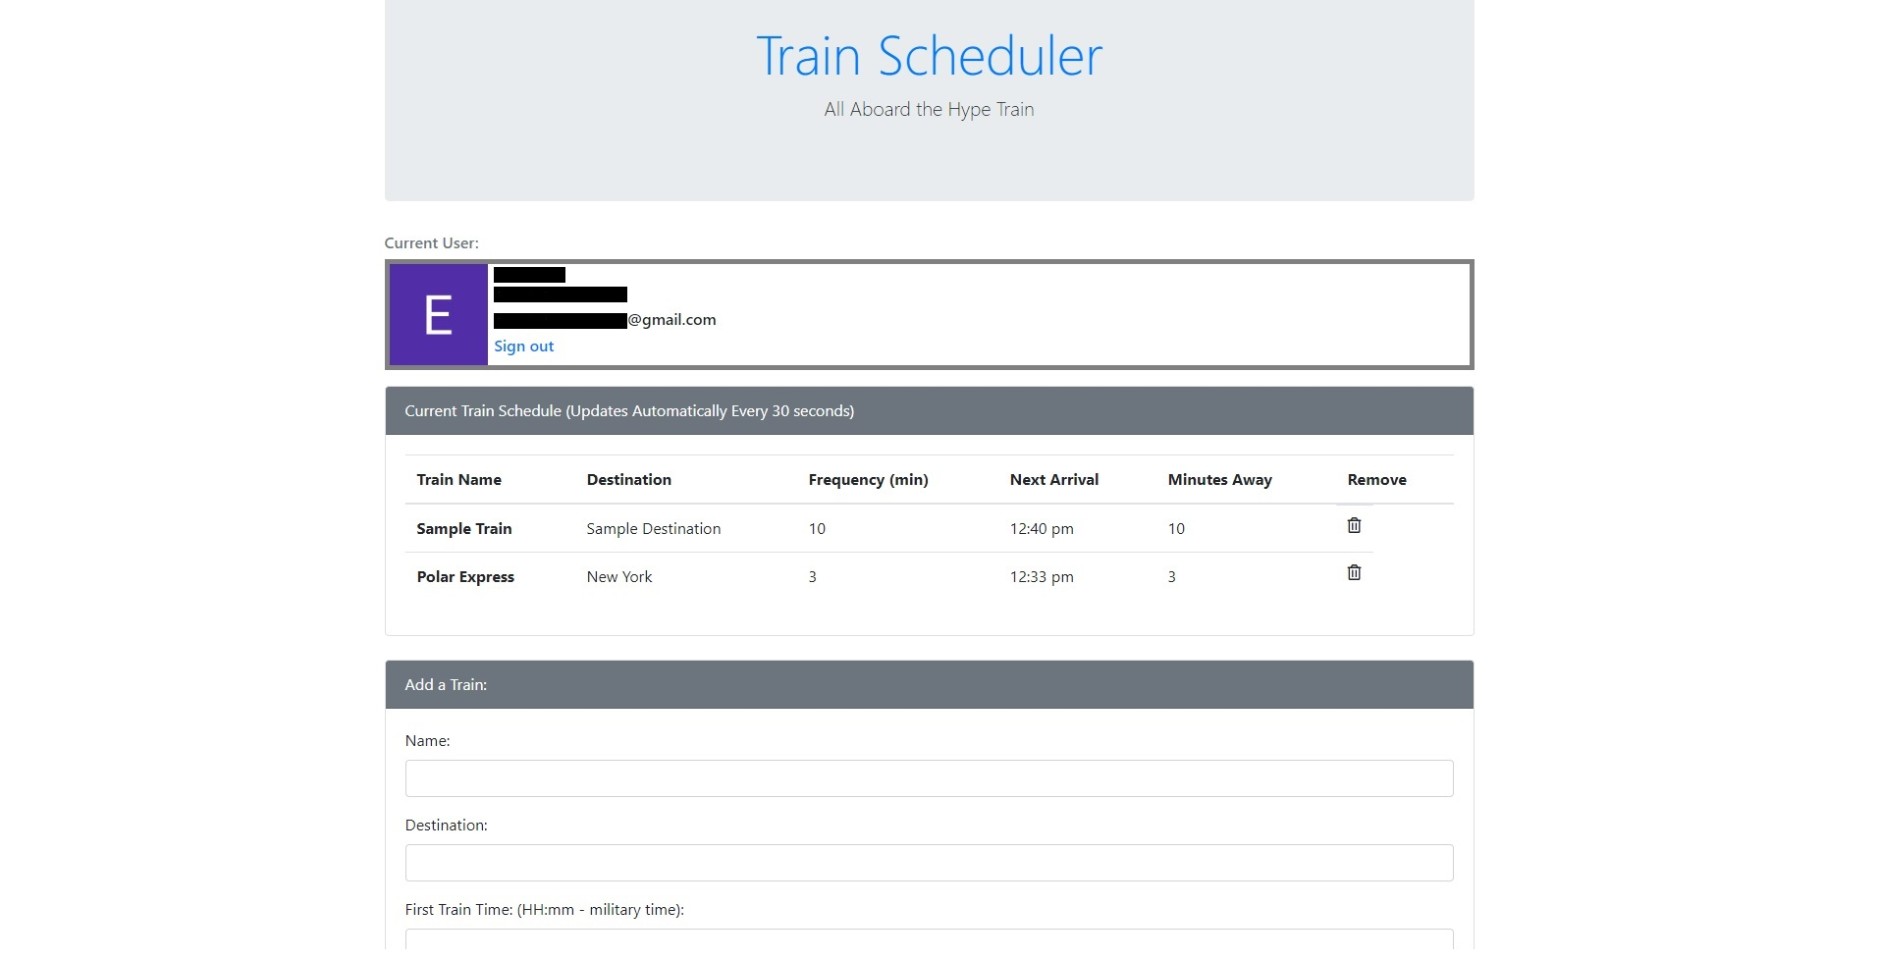 Train Scheduler
All Aboard the Hype Train
Current User:
E
@gmail.com
Sign out
Current Train Schedule (Updates Automatically Every 30 seconds)
Train Name Destination Frequency (min) Next Arrival Minutes Away Remove
Sample Train Sample Destination 10 12:40 pm 10
Polar Express New York 3 12:33 pm 3
Add a Train:
Name:
Destination:
First Train Time: (HH:mm - military time):